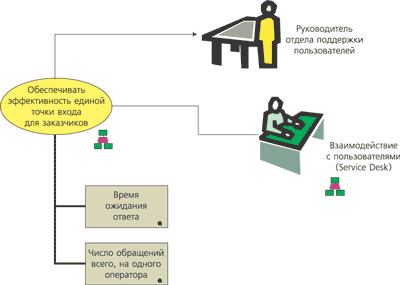 Руководитель
отдела поддержки
пользователей
Обеспечивать
эффективность единой
точки входа
для заказчиков
Взаимодействие
с пользователями
(Service Desk)
Время
ожидания
ответа
Число обращений
всего, на одного
оператора